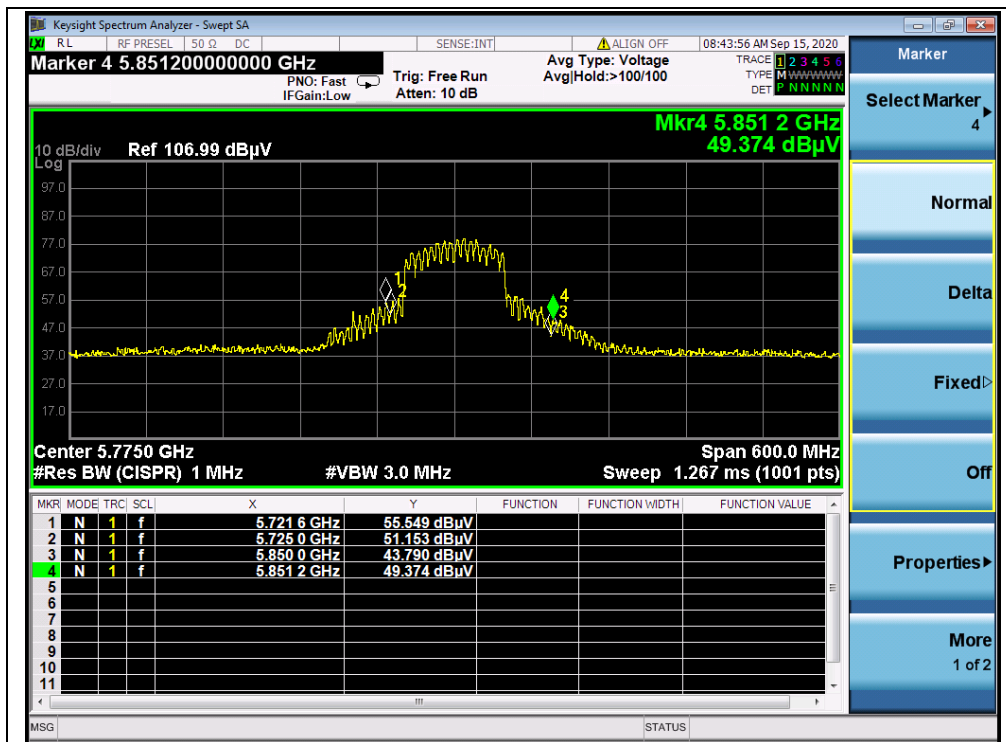 Keysight Spectrum Analyzer - Swept SA
LXI RL RF PRESEL 50 Ω DC SENSE:INT ALIGN OFF 08:43:56 AM Sep 15, 2020
Marker 4 5.851200000000 GHz
PNO: Fast
IFGain:Low
Trig: Free Run
Atten: 10 dB
Avg Type: Voltage
Avg|Hold:>100/100
TRACE 1 2 3 4 5 6
TYPE M WWWWW
DET P N N N N N
Mkr4 5.851 2 GHz
49.374 dBµV
10 dB/div Ref 106.99 dBµV
Log
97.0
87.0
77.0
67.0
57.0
47.0
37.0
27.0
17.0
1
2
4
3
Center 5.7750 GHz Span 600.0 MHz
#Res BW (CISPR) 1 MHz #VBW 3.0 MHz Sweep 1.267 ms (1001 pts)
MKR MODE TRC SCL X Y FUNCTION FUNCTION WIDTH FUNCTION VALUE
1 N 1 f 5.721 6 GHz 55.549 dBµV
2 N 1 f 5.725 0 GHz 51.153 dBµV
3 N 1 f 5.850 0 GHz 43.790 dBµV
4 N 1 f 5.851 2 GHz 49.374 dBµV
5
6
7
8
9
10
11
MSG STATUS
Marker
Select Marker
4
Normal
Delta
Fixed
Off
Properties
More
1 of 2